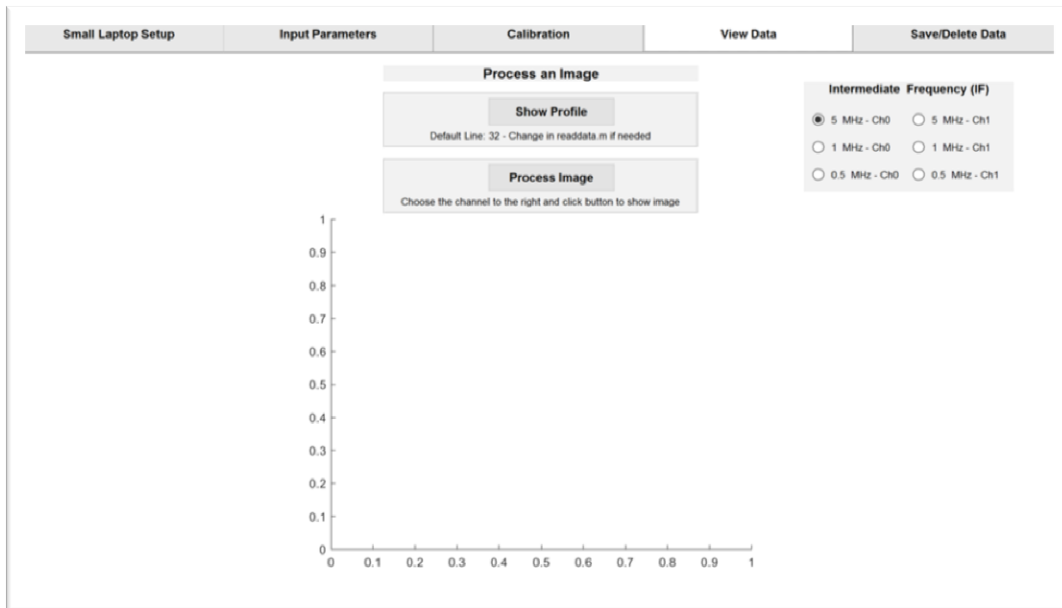 Small Laptop Setup Input Parameters Calibration View Data Save/Delete Data
Process an Image
Show Profile
Default Line: 32 - Change in readdata.m if needed
Process Image
Choose the channel to the right and click button to show image
Intermediate Frequency (IF)
5 MHz - Ch0 5 MHz - Ch1
1 MHz - Ch0 1 MHz - Ch1
0.5 MHz - Ch0 0.5 MHz - Ch1
1
0.9
0.8
0.7
0.6
0.5
0.4
0.3
0.2
0.1
0
0 0.1 0.2 0.3 0.4 0.5 0.6 0.7 0.8 0.9 1